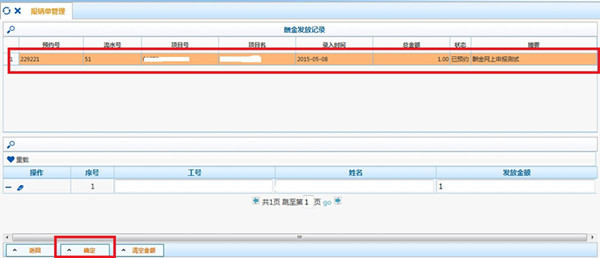 报销单管理
酬金发放记录
预约号 流水号 项目号 项目名 录入时间 总金额 状态 摘要
1 229221 51 2015-05-08 1.00 已预约 酬金网上申报测试
重载
操作 序号 工号 姓名 发放金额
1 1
共1页 跳至第 1 页 go
返回 确定 清空金额